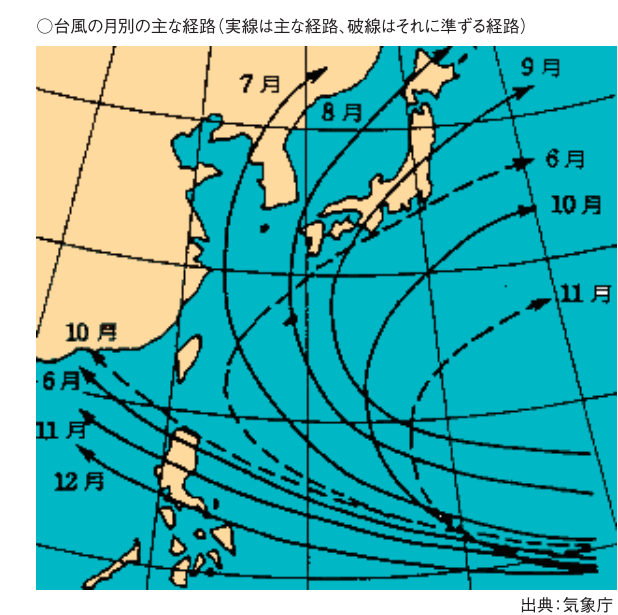 ○台風の月別の主な経路（実線は主な経路、破線はそれに準ずる経路）
7月
8月
9月
6月
10月
11月
10月
6月
11月
12月
出典：気象庁